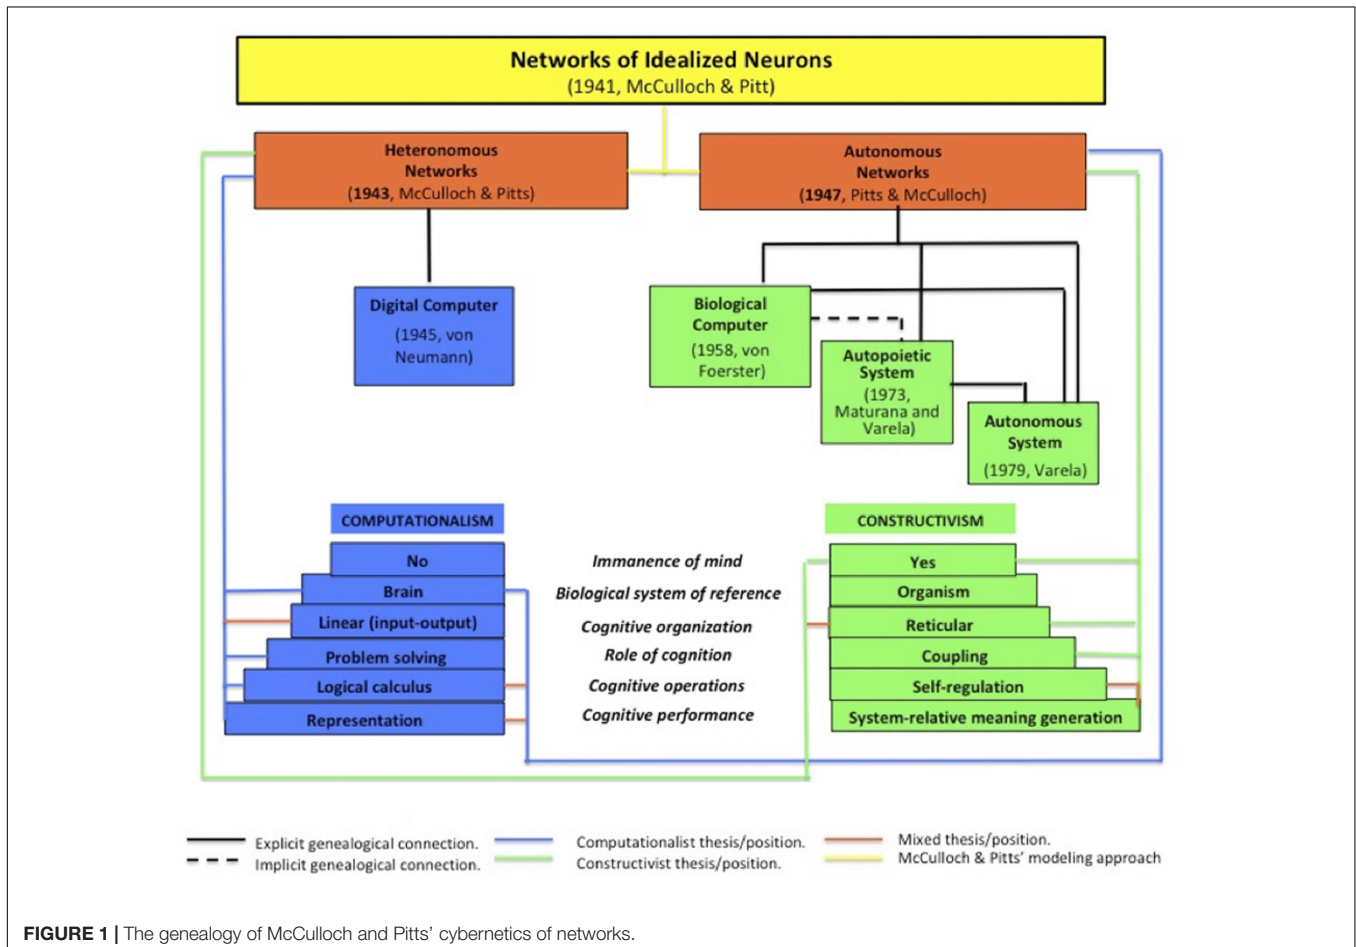 Networks of Idealized Neurons
(1941, McCulloch & Pitt)
Heteronomous
Networks
(1943, McCulloch & Pitts)
Autonomous
Networks
(1947, Pitts & McCulloch)
Digital Computer
(1945, von
Neumann)
Biological
Computer
(1958, von
Foerster)
Autopoietic
System
(1973,
Maturana and
Varela)
Autonomous
System
(1979, Varela)
COMPUTATIONALISM
CONSTRUCTIVISM
No
Immanence of mind
Yes
Brain
Biological system of reference
Organism
Linear (input-output)
Cognitive organization
Reticular
Problem solving
Role of cognition
Coupling
Logical calculus
Cognitive operations
Self-regulation
Representation
Cognitive performance
System-relative meaning generation
Explicit genealogical connection.
Computationalist thesis/position.
Mixed thesis/position.
Implicit genealogical connection.
Constructivist thesis/position.
McCulloch & Pitts' modeling approach
FIGURE 1 | The genealogy of McCulloch and Pitts' cybernetics of networks.